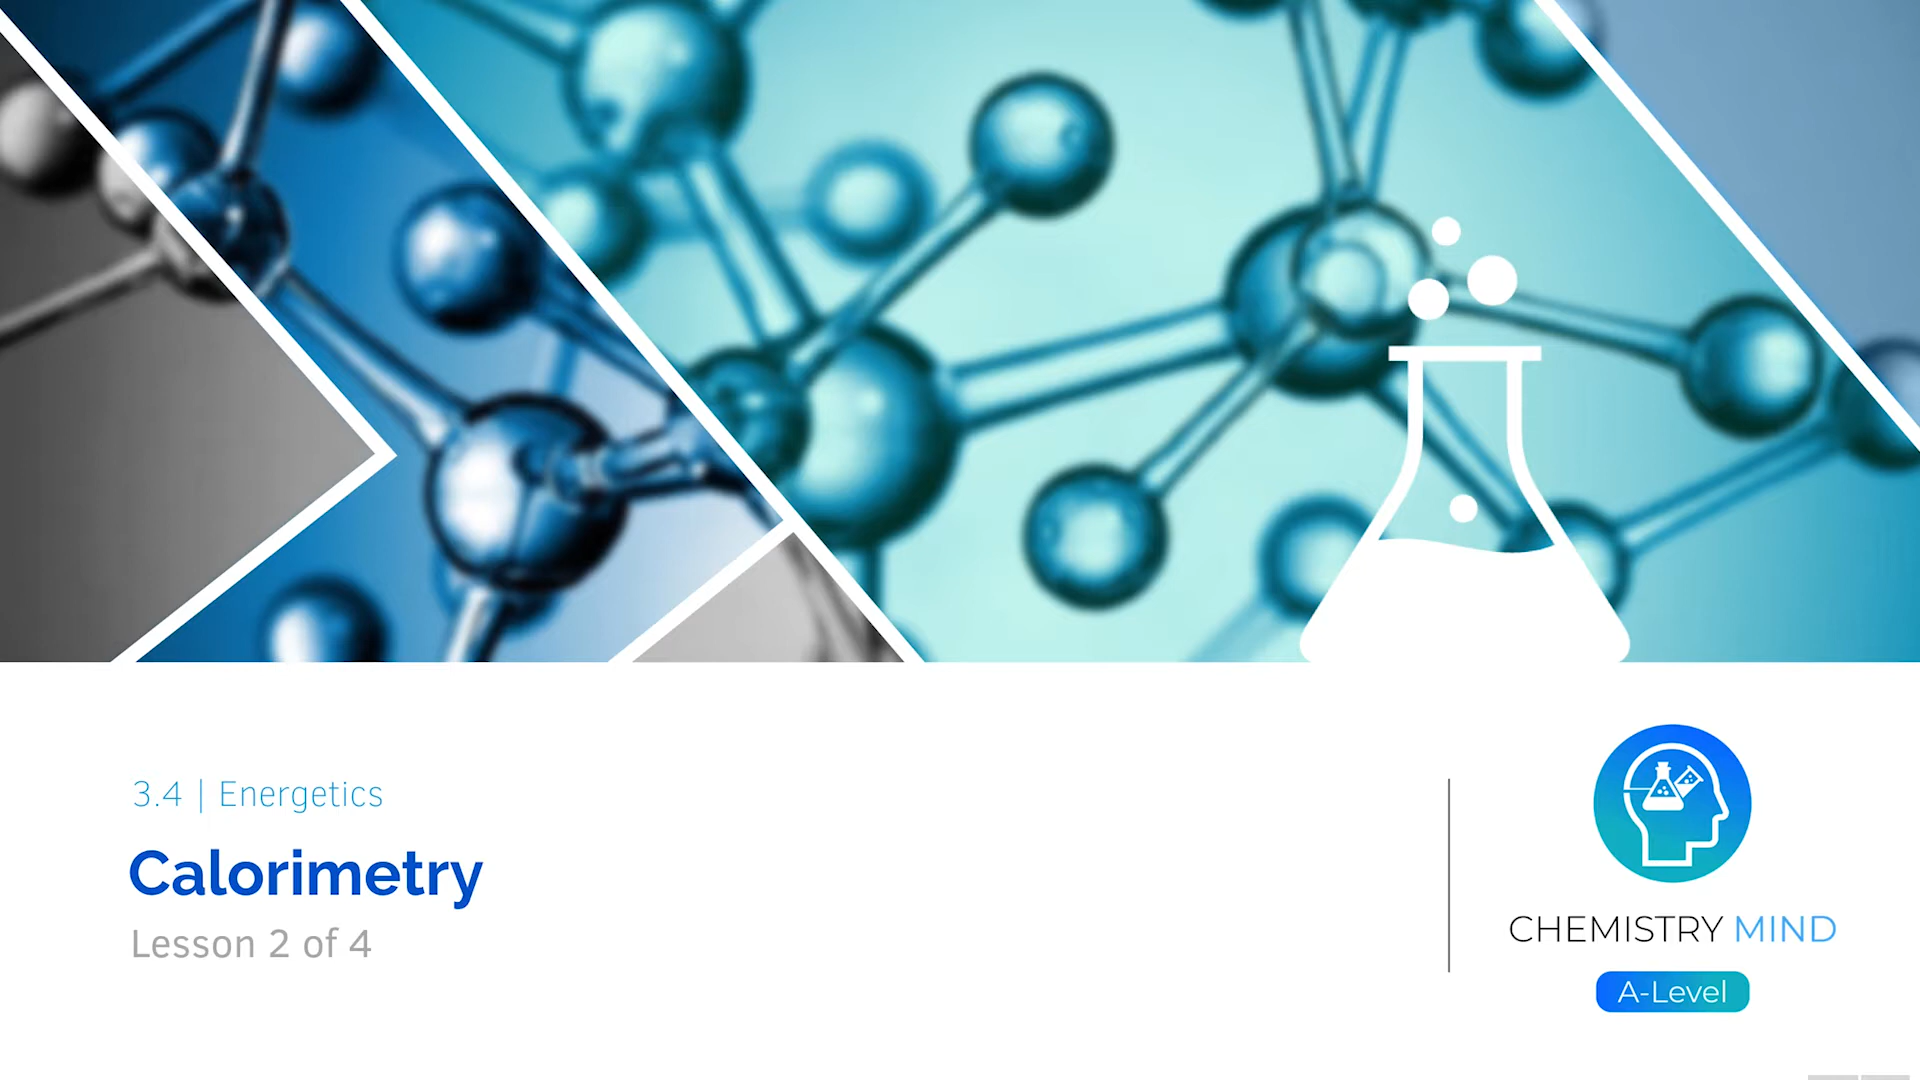 3.4 | Energetics
Calorimetry
Lesson 2 of 4
CHEMISTRY MIND
A-Level